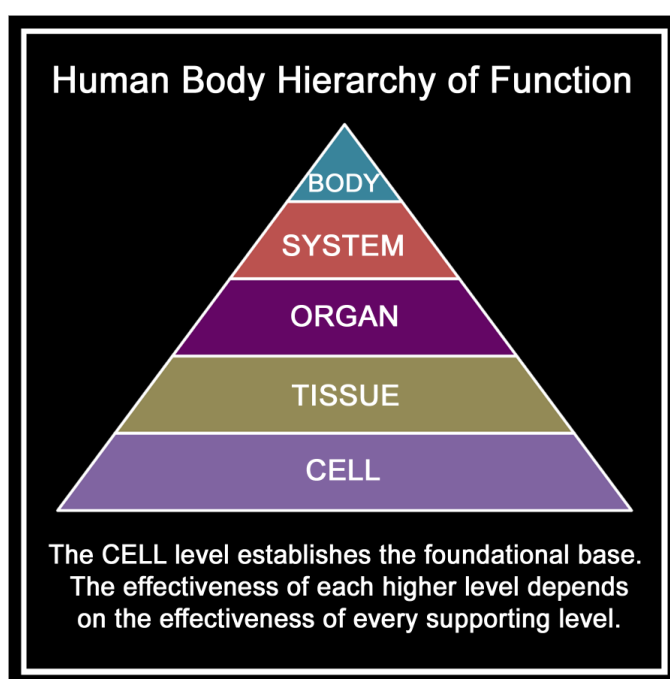 Human Body Hierarchy of Function
BODY
SYSTEM
ORGAN
TISSUE
CELL
The CELL level establishes the foundational base.
The effectiveness of each higher level depends
on the effectiveness of every supporting level.